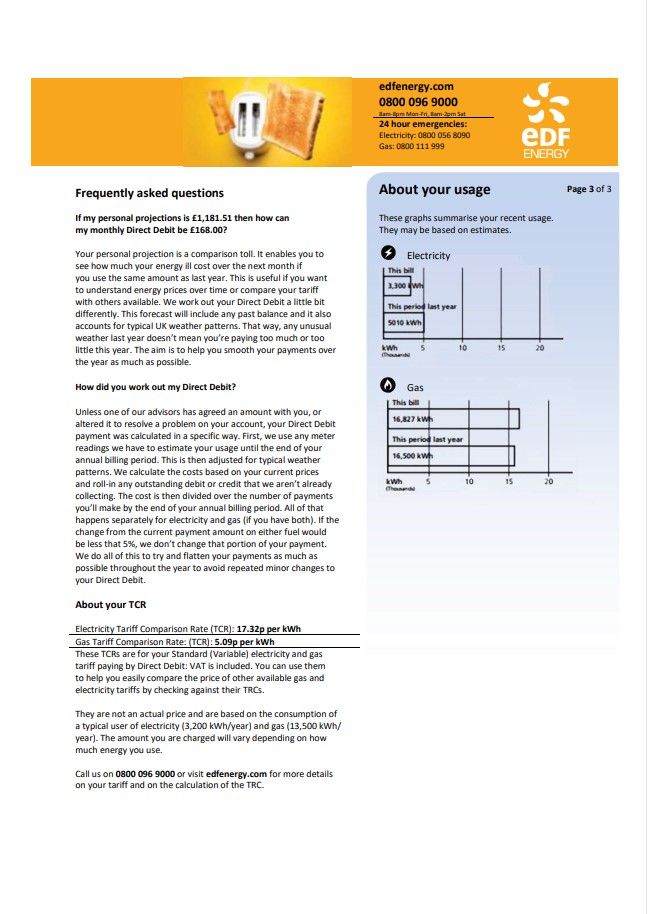 edfenergy.com
0800 096 9000
8am-8pm Mon-Fri, 8am-2pm Sat
24 hour emergencies:
Electricity: 0800 056 8090
Gas: 0800 111 999
eDF
ENERGY
Frequently asked questions
If my personal projections is £1,181.51 then how can
my monthly Direct Debit be £168.00?
Your personal projection is a comparison toll. It enables you to
see how much your energy ill cost over the next month if
you use the same amount as last year. This is useful if you want
to understand energy prices over time or compare your tariff
with others available. We work out your Direct Debit a little bit
differently. This forecast will include any past balance and it also
accounts for typical UK weather patterns. That way, any unusual
weather last year doesn't mean you're paying too much or too
little this year. The aim is to help you smooth your payments over
the year as much as possible.
How did you work out my Direct Debit?
Unless one of our advisors has agreed an amount with you, or
altered it to resolve a problem on your account, your Direct Debit
payment was calculated in a specific way. First, we use any meter
readings we have to estimate your usage until the end of your
annual billing period. This is then adjusted for typical weather
patterns. We calculate the costs based on your current prices
and roll-in any outstanding debt or credit that we aren't already
collecting. The cost is then divided over the number of payments
you'll make by the end of your annual billing period. All of that
happens separately for electricity and gas (if you have both). If the
change from the current payment amount on either fuel would
be less that 5%, we don't change that portion of your payment.
We do all of this to try and flatten your payments as much as
possible throughout the year to avoid repeated minor changes to
your Direct Debit.
About your TCR
Electricity Tariff Comparison Rate (TCR): 17.32p per kWh
Gas Tariff Comparison Rate: (TCR): 5.09p per kWh
These TCRs are for your Standard (Variable) electricity and gas
tariff paying by Direct Debit: VAT is included. You can use them
to help you easily compare the price of other available gas and
electricity tariffs by checking against their TRCs.
They are not an actual price and are based on the consumption of
a typical user of electricity (3,200 kWh/year) and gas (13,500 kWh/
year). The amount you are charged will vary depending on how
much energy you use.
Call us on 0800 096 9000 or visit edfenergy.com for more details
on your tariff and on the calculation of the TRC.
About your usage
Page 3 of 3
These graphs summarise your recent usage.
They may be based on estimates.
Electricity
This bill
3,300 kWh
This period last year
5010 kWh
kWh 5 10 15 20
(Thousands)
Gas
This bill
16,827 kWh
This period last year
16,500 kWh
kWh 5 10 15 20
(Thousands)